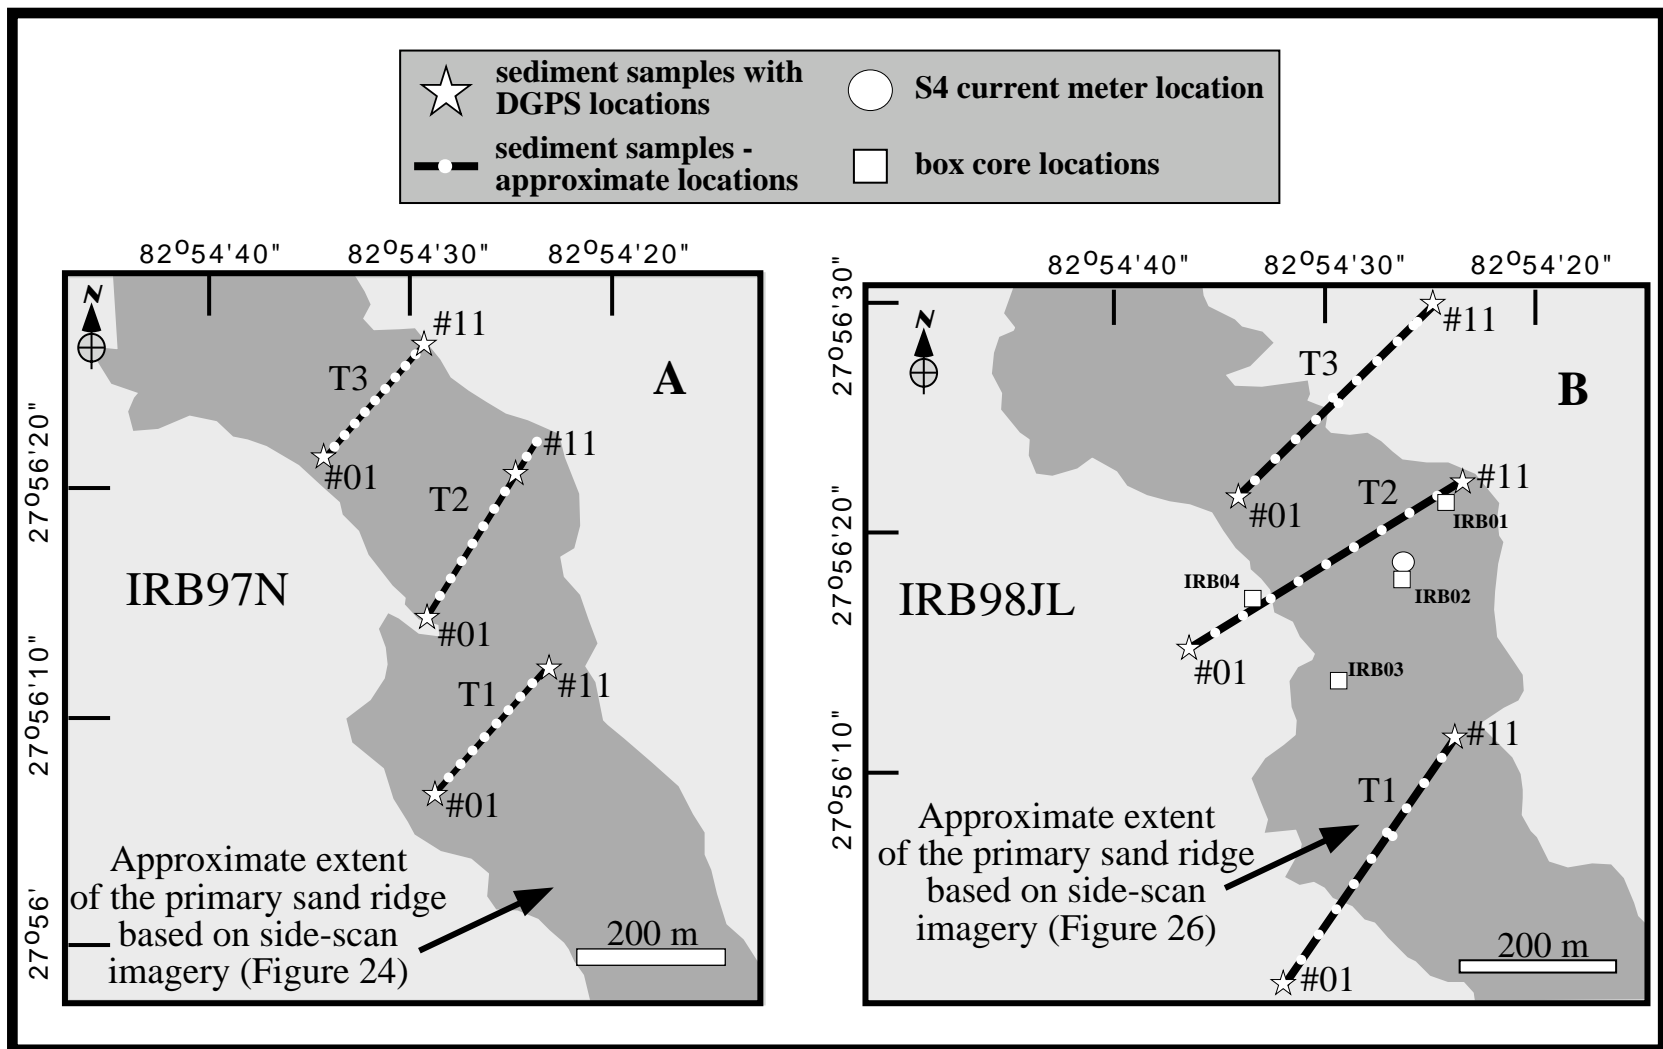 sediment samples with
DGPS locations
S4 current meter location
sediment samples -
approximate locations
box core locations
82°54'40"
82°54'30"
82°54'20"
N
#11
T3
A
#01
27°56'20"
#11
T2
IRB97N
#01
27°56'10"
T1
#11
#01
Approximate extent
of the primary sand ridge
based on side-scan
imagery (Figure 24)
27°56'
200 m
82°54'40"
82°54'30"
82°54'20"
27°56'30"
N
#11
T3
B
#01
T2
#11
IRB01
27°56'20"
IRB04
IRB02
IRB98JL
#01
IRB03
#11
27°56'10"
T1
Approximate extent
of the primary sand ridge
based on side-scan
imagery (Figure 26)
200 m
#01